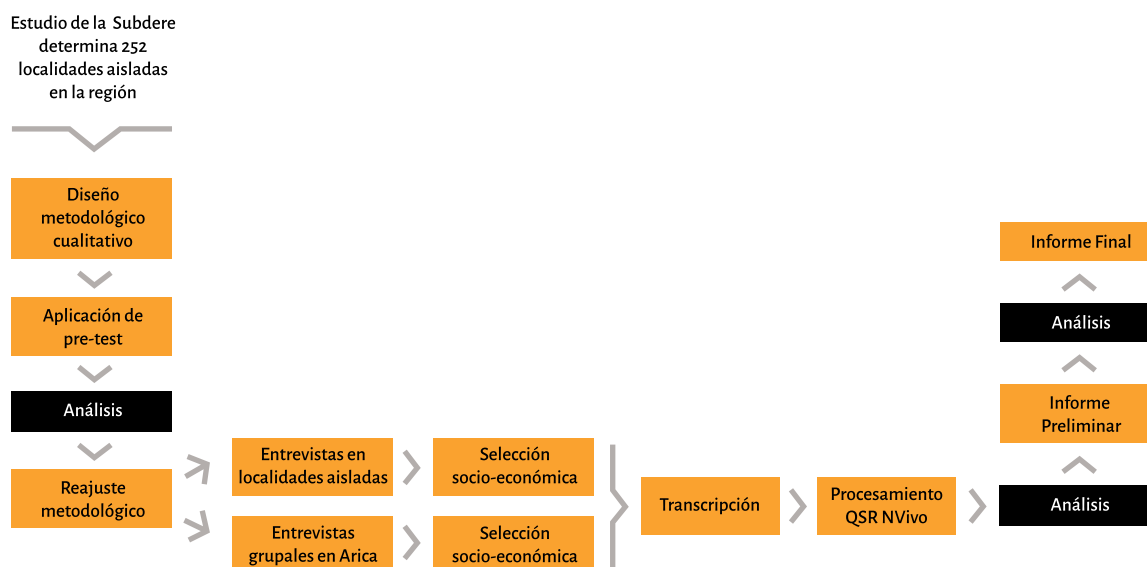 Estudio de la Subdere
determina 252
localidades aisladas
en la región
Diseño
metodológico
cualitativo
Aplicación de
pre-test
Análisis
Reajuste
metodológico
Entrevistas en
localidades aisladas
Selección
socio-económica
Entrevistas
grupales en Arica
Selección
socio-económica
Transcripción
Procesamiento
QSR NVivo
Análisis
Informe
Preliminar
Análisis
Informe Final